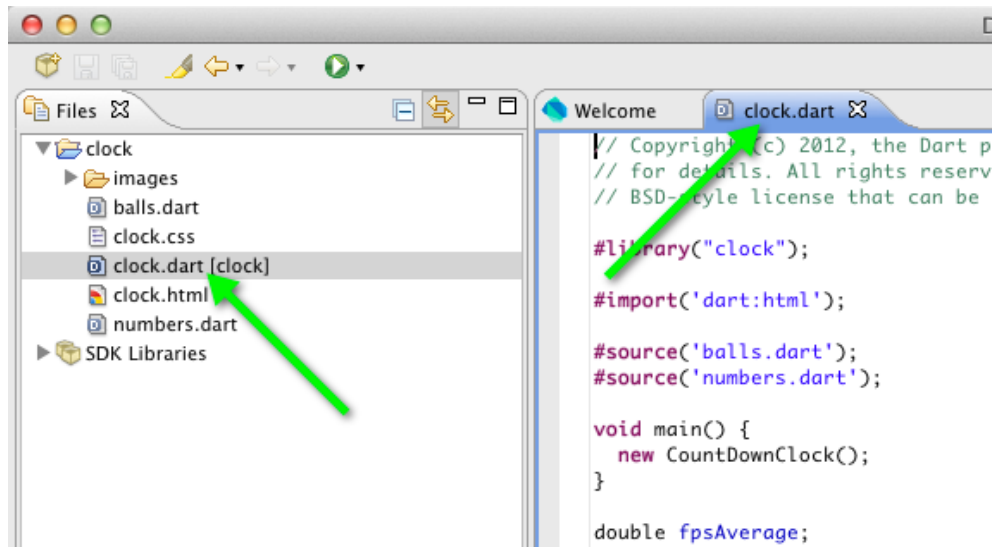 D
Files
clock
images
balls.dart
clock.css
clock.dart [clock]
clock.html
numbers.dart
SDK Libraries
Welcome
clock.dart
// Copyright (c) 2012, the Dart p
// for details. All rights reserv
// BSD-style license that can be
#library("clock");
#import('dart:html');
#source('balls.dart');
#source('numbers.dart');
void main() {
new CountDownClock();
}
double fpsAverage;